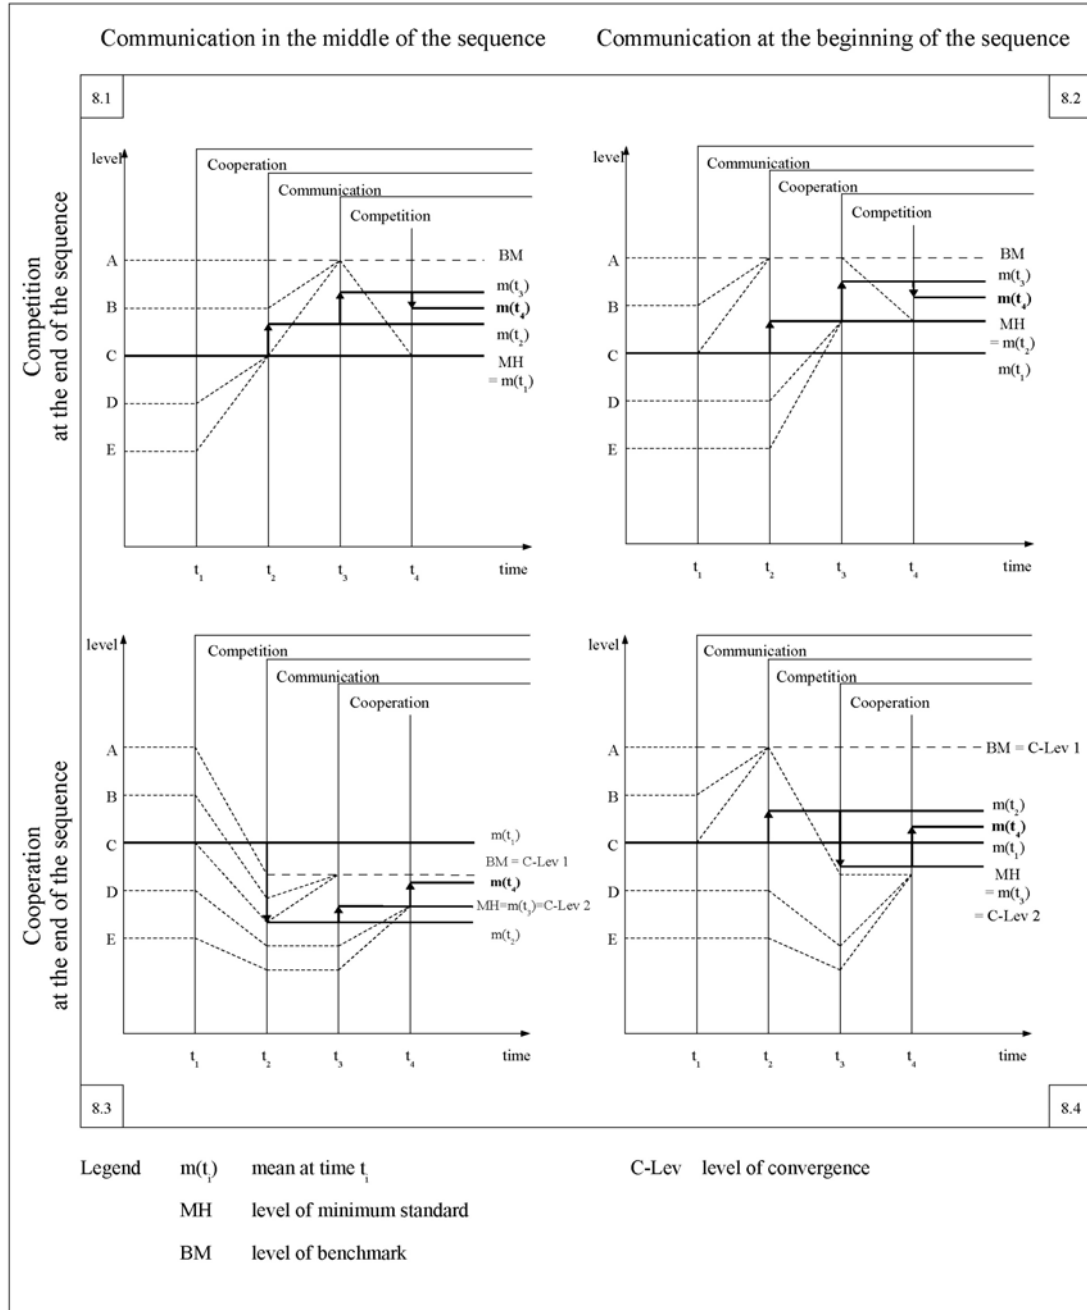 Communication in the middle of the sequence
Communication at the beginning of the sequence
Competition
at the end of the sequence
8.1
level
Cooperation
Communication
Competition
A
B
C
D
E
BM
m(t3)
m(t4)
m(t2)
MH
= m(t1)
t1
t2
t3
t4
time
8.2
level
Communication
Cooperation
Competition
A
B
C
D
E
BM
m(t3)
m(t4)
MH
= m(t2)
m(t1)
t1
t2
t3
t4
time
Cooperation
at the end of the sequence
level
Competition
Communication
Cooperation
A
B
C
D
E
m(t1)
BM = C-Lev 1
m(t4)
MH=m(t3)=C-Lev 2
m(t2)
t1
t2
t3
t4
time
8.3
level
Communication
Competition
Cooperation
A
B
C
D
E
BM = C-Lev 1
m(t2)
m(t4)
m(t1)
MH
= m(t3)
= C-Lev 2
t1
t2
t3
t4
time
8.4
Legend
m(ti) mean at time ti
C-Lev level of convergence
MH level of minimum standard
BM level of benchmark